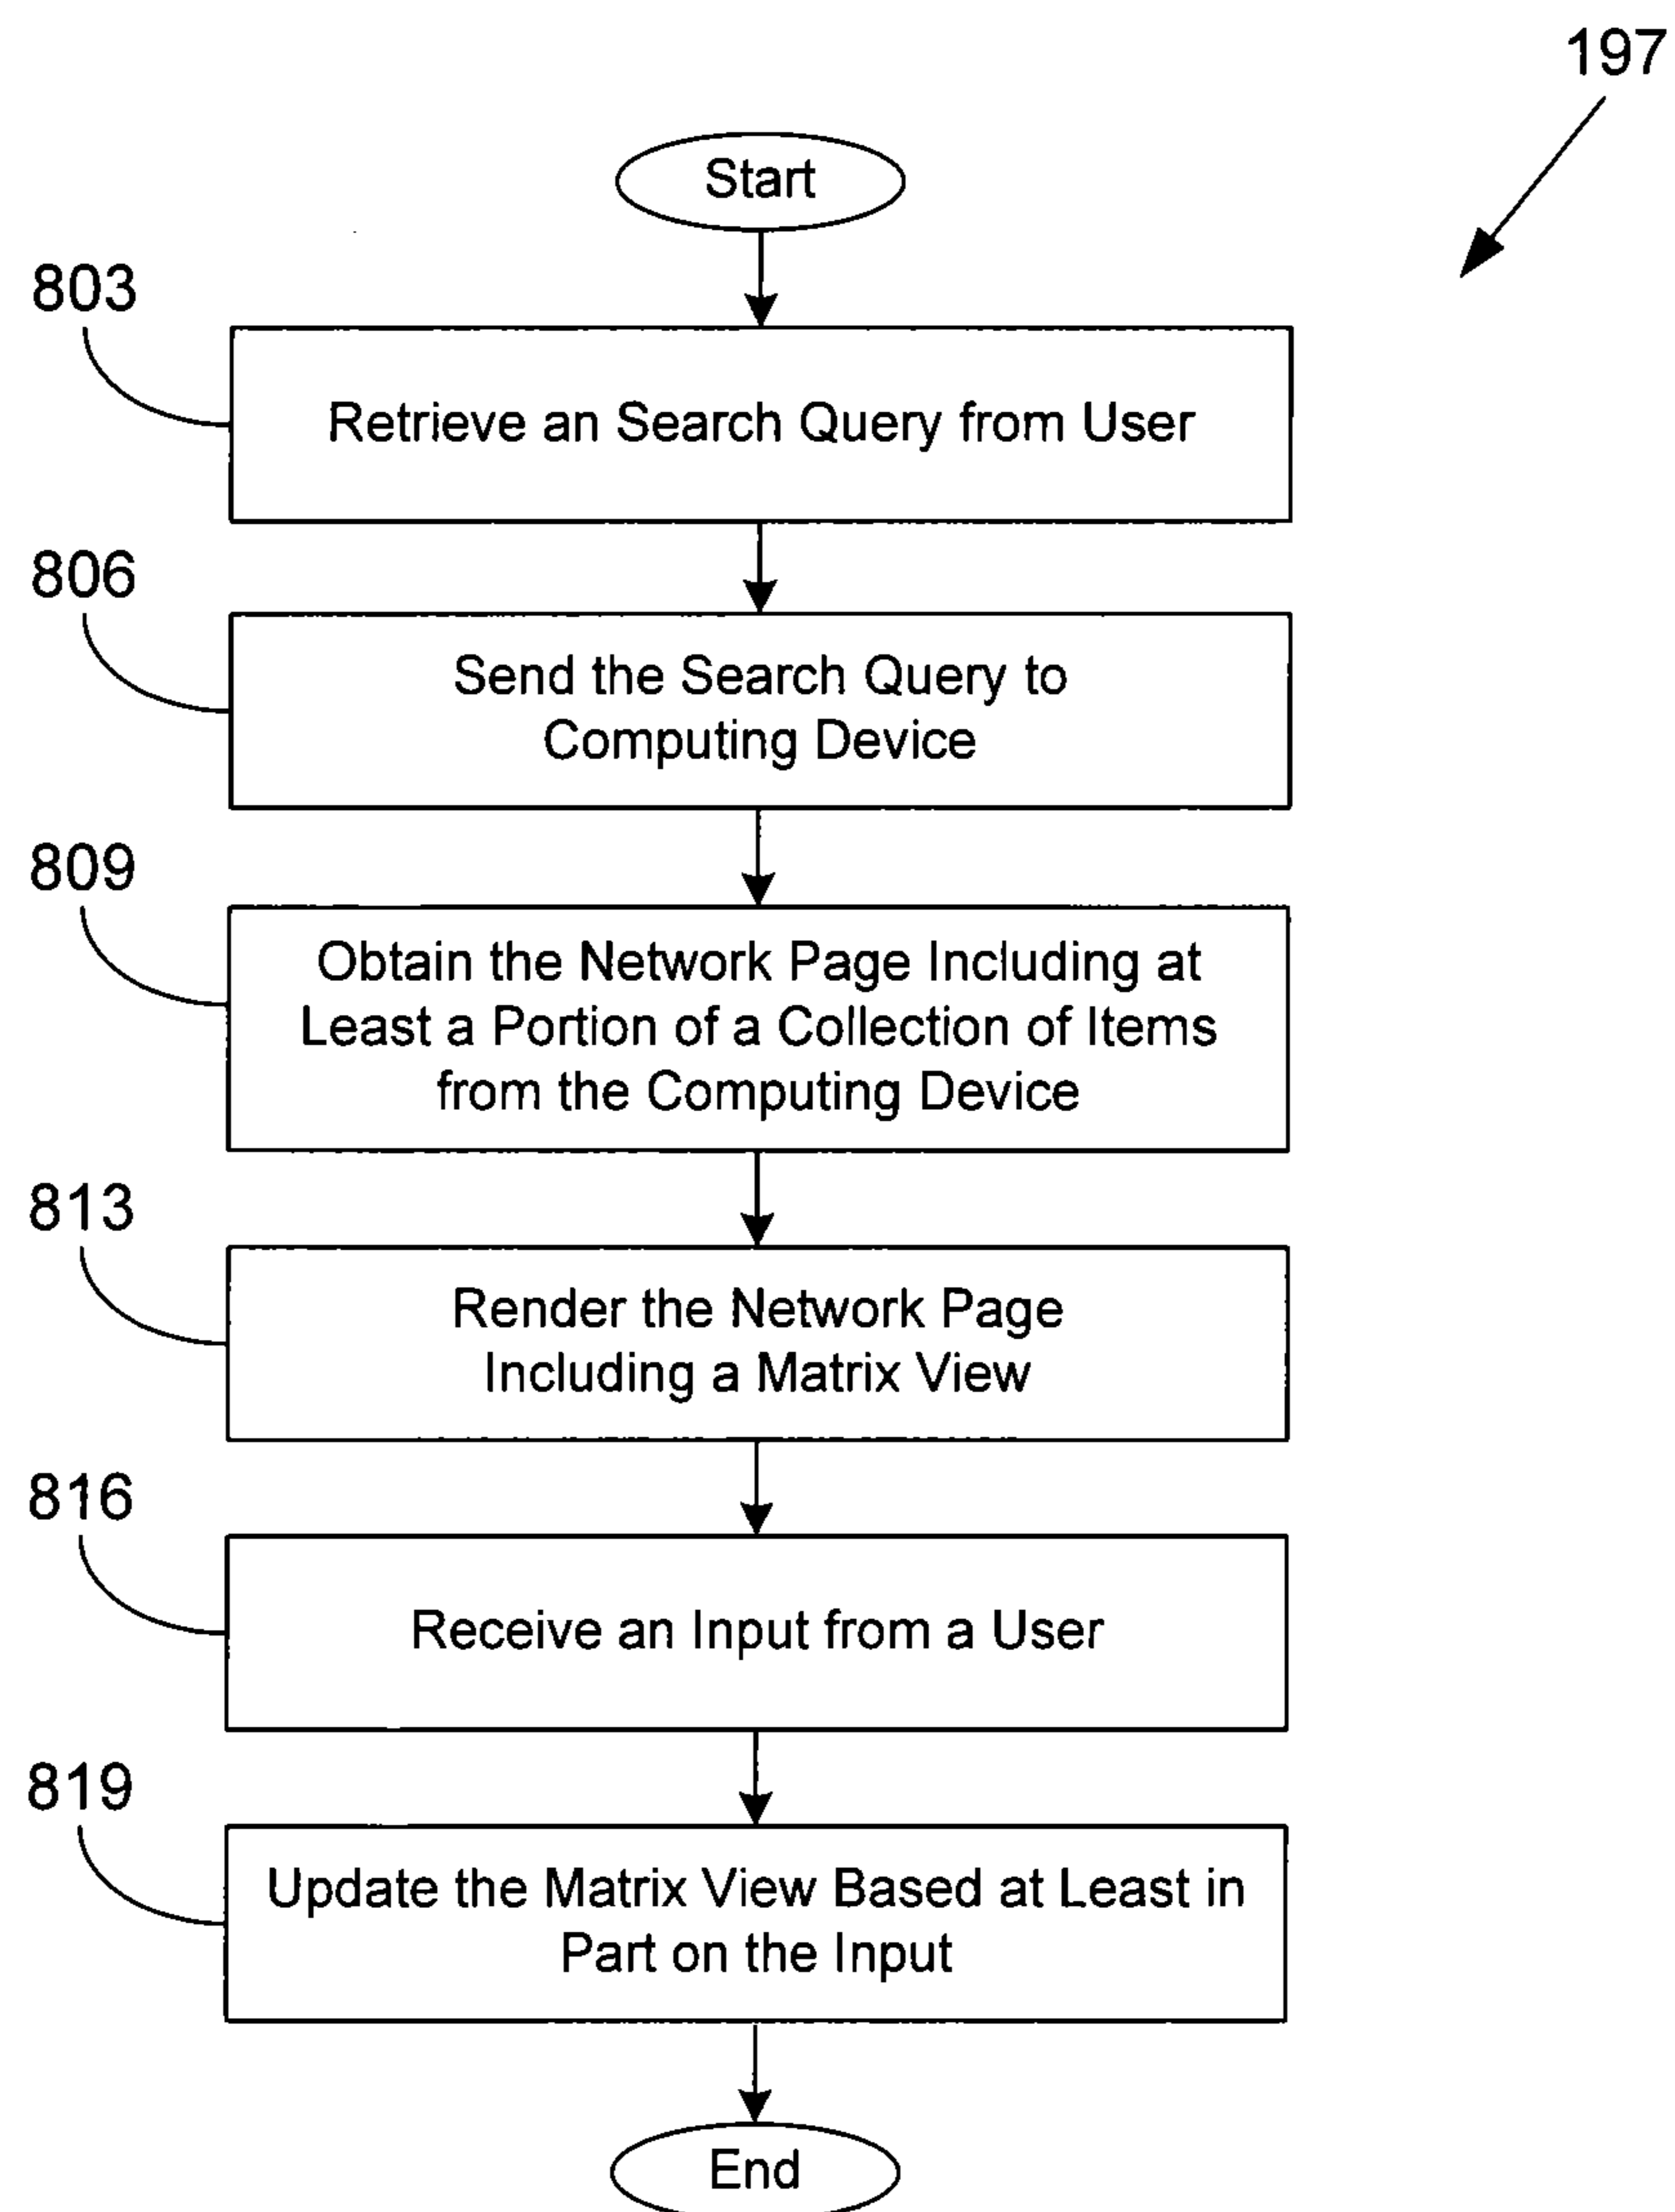 197
Start
803
Retrieve an Search Query from User
806
Send the Search Query to
Computing Device
809
Obtain the Network Page Including at
Least a Portion of a Collection of Items
from the Computing Device
813
Render the Network Page
Including a Matrix View
816
Receive an Input from a User
819
Update the Matrix View Based at Least in
Part on the Input
End